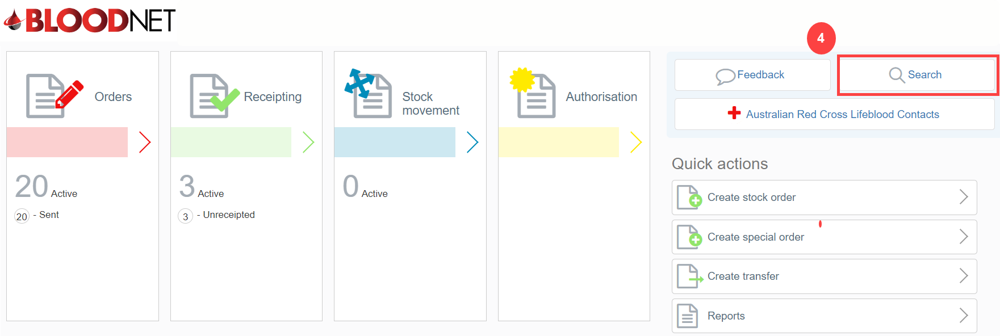 BLOODNET
4
Orders
20 Active
20 - Sent
Receipting
3 Active
3 - Unreceipted
Stock
movement
0 Active
Authorisation
Feedback
Search
Australian Red Cross Lifeblood Contacts
Quick actions
Create stock order
Create special order
Create transfer
Reports